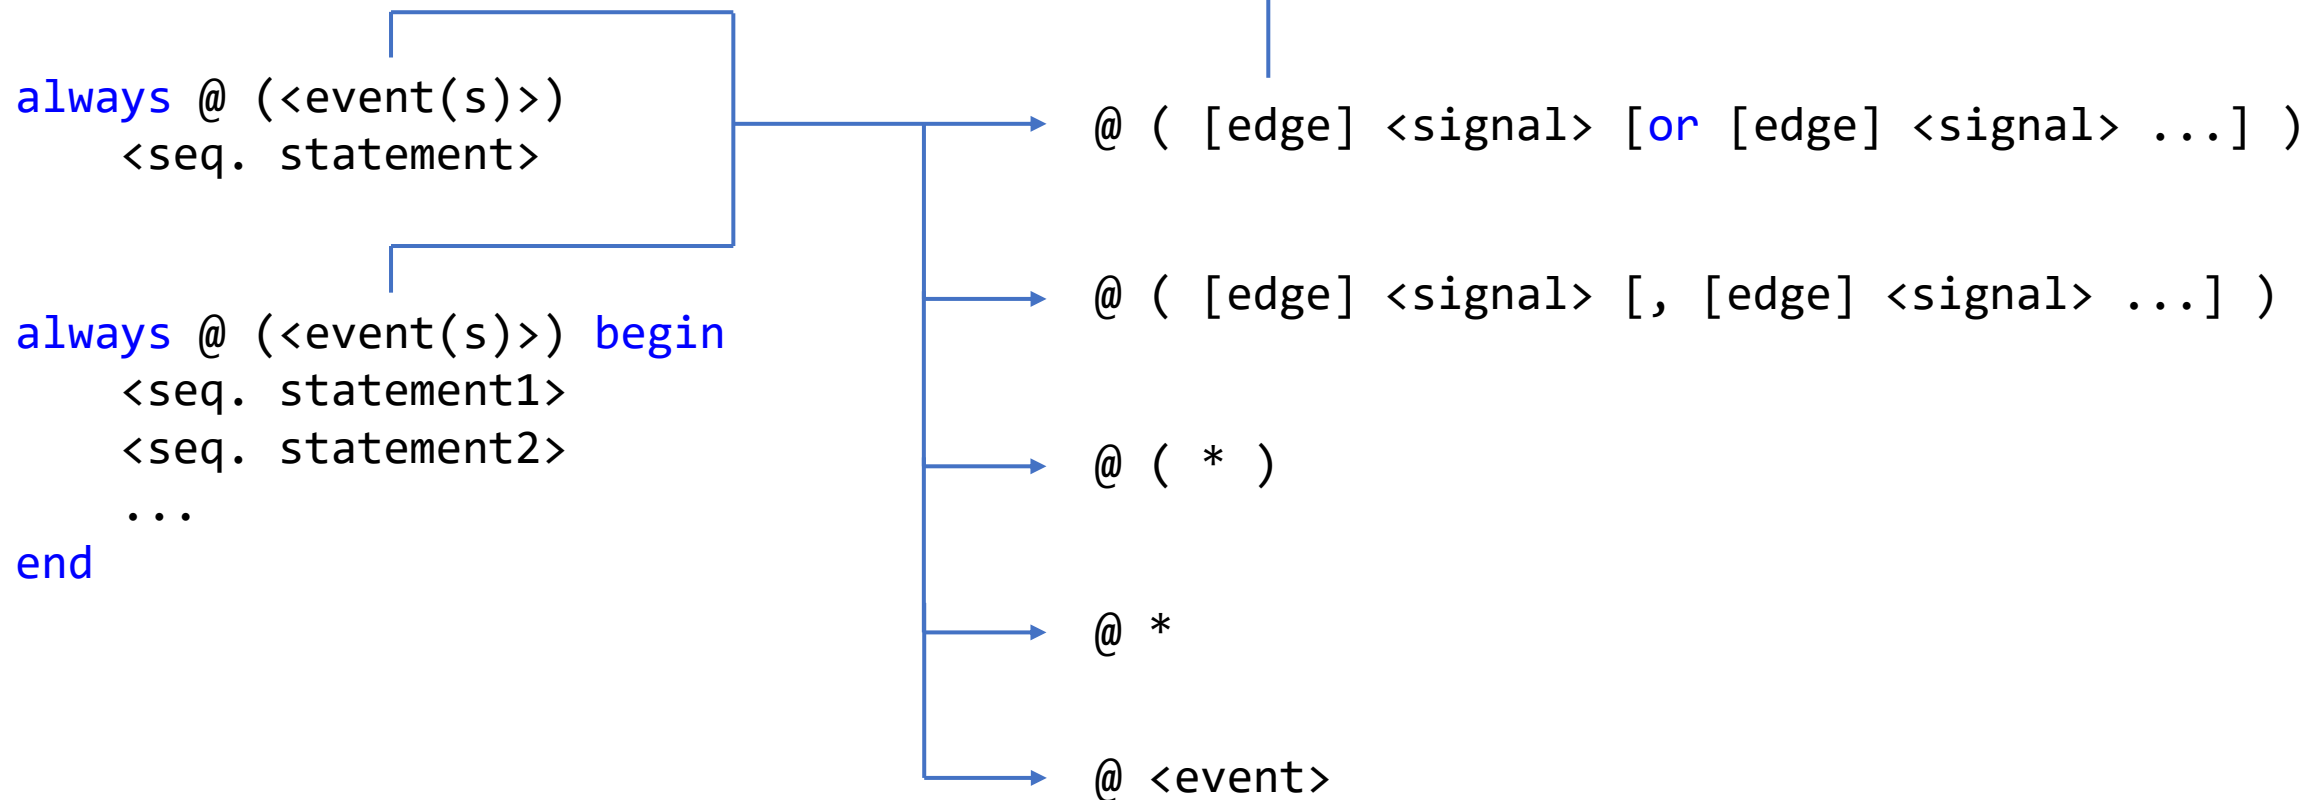 always @ (<event(s)>)
<seq. statement>
always @ (<event(s)>) begin
<seq. statement1>
<seq. statement2>
...
end
@ ( [edge] <signal> [or [edge] <signal> ...] )
@ ( [edge] <signal> [, [edge] <signal> ...] )
@ ( * )
@ *
@ <event>